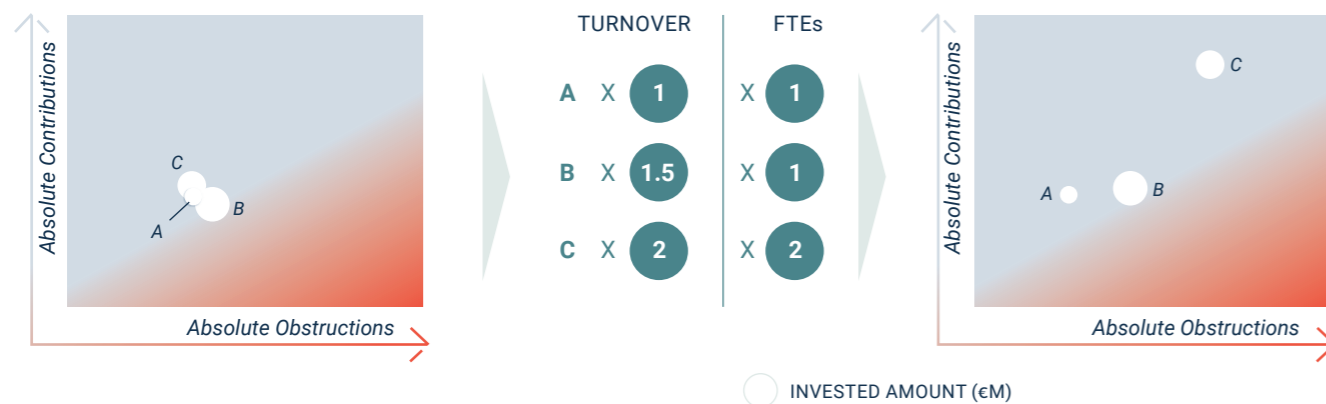 Absolute Contributions
C
A
B
Absolute Obstructions
TURNOVER
FTEs
A X 1 X 1
B X 1.5 X 1
C X 2 X 2
Absolute Contributions
C
A
B
Absolute Obstructions
INVESTED AMOUNT (€M)